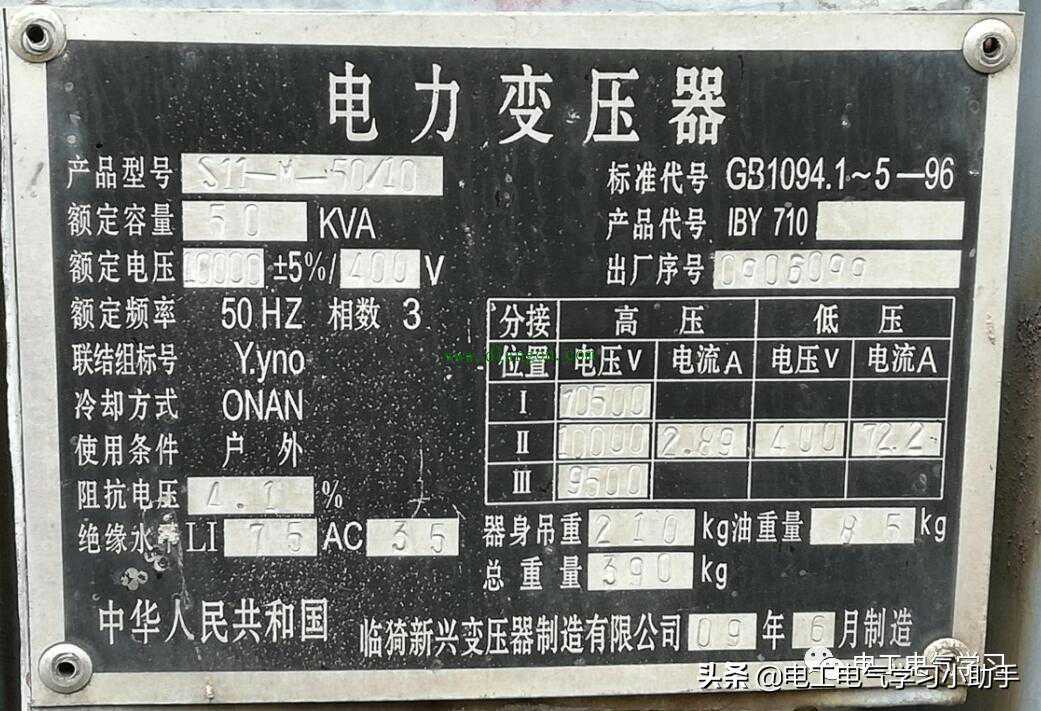 电力变压器
产品型号 S11-M-50/10 标准代号 GB1094.1~5-96
额定容量 50 KVA 产品代号 IBY 710
额定电压 10000 ±5%/ 400 V 出厂序号 0906099
额定频率 50 HZ 相数 3
联结组标号 Y.yno
冷却方式 ONAN
使用条件 户外
阻抗电压 4.1 %
绝缘水平 LI 75 AC 35
分接位置 高压 低压
电压V 电流A 电压V 电流A
I 10500
II 10000 2.89 400 72.2
III 9500
器身吊重 210 kg 油重量 85 kg
总重量 390 kg
中华人民共和国 临猗新兴变压器制造有限公司 09 年 6 月制造
电工电气学习
头条 @电工电气学习小助手